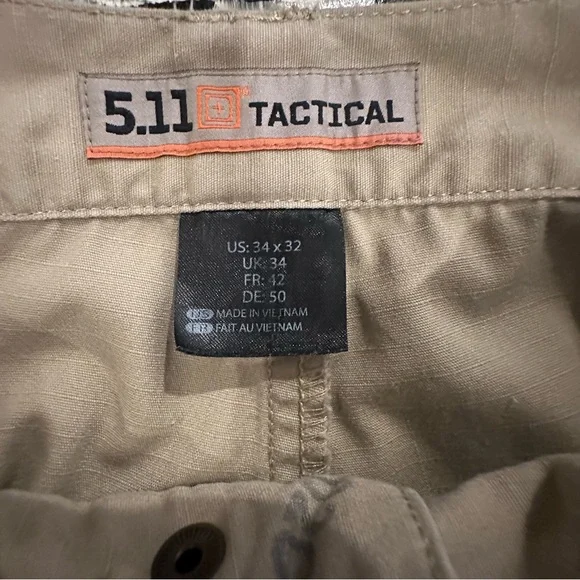 5.11 TACTICAL
US: 34 x 32
UK: 34
FR: 42
DE: 50
US MADE IN VIETNAM
FR FAIT AU VIETNAM